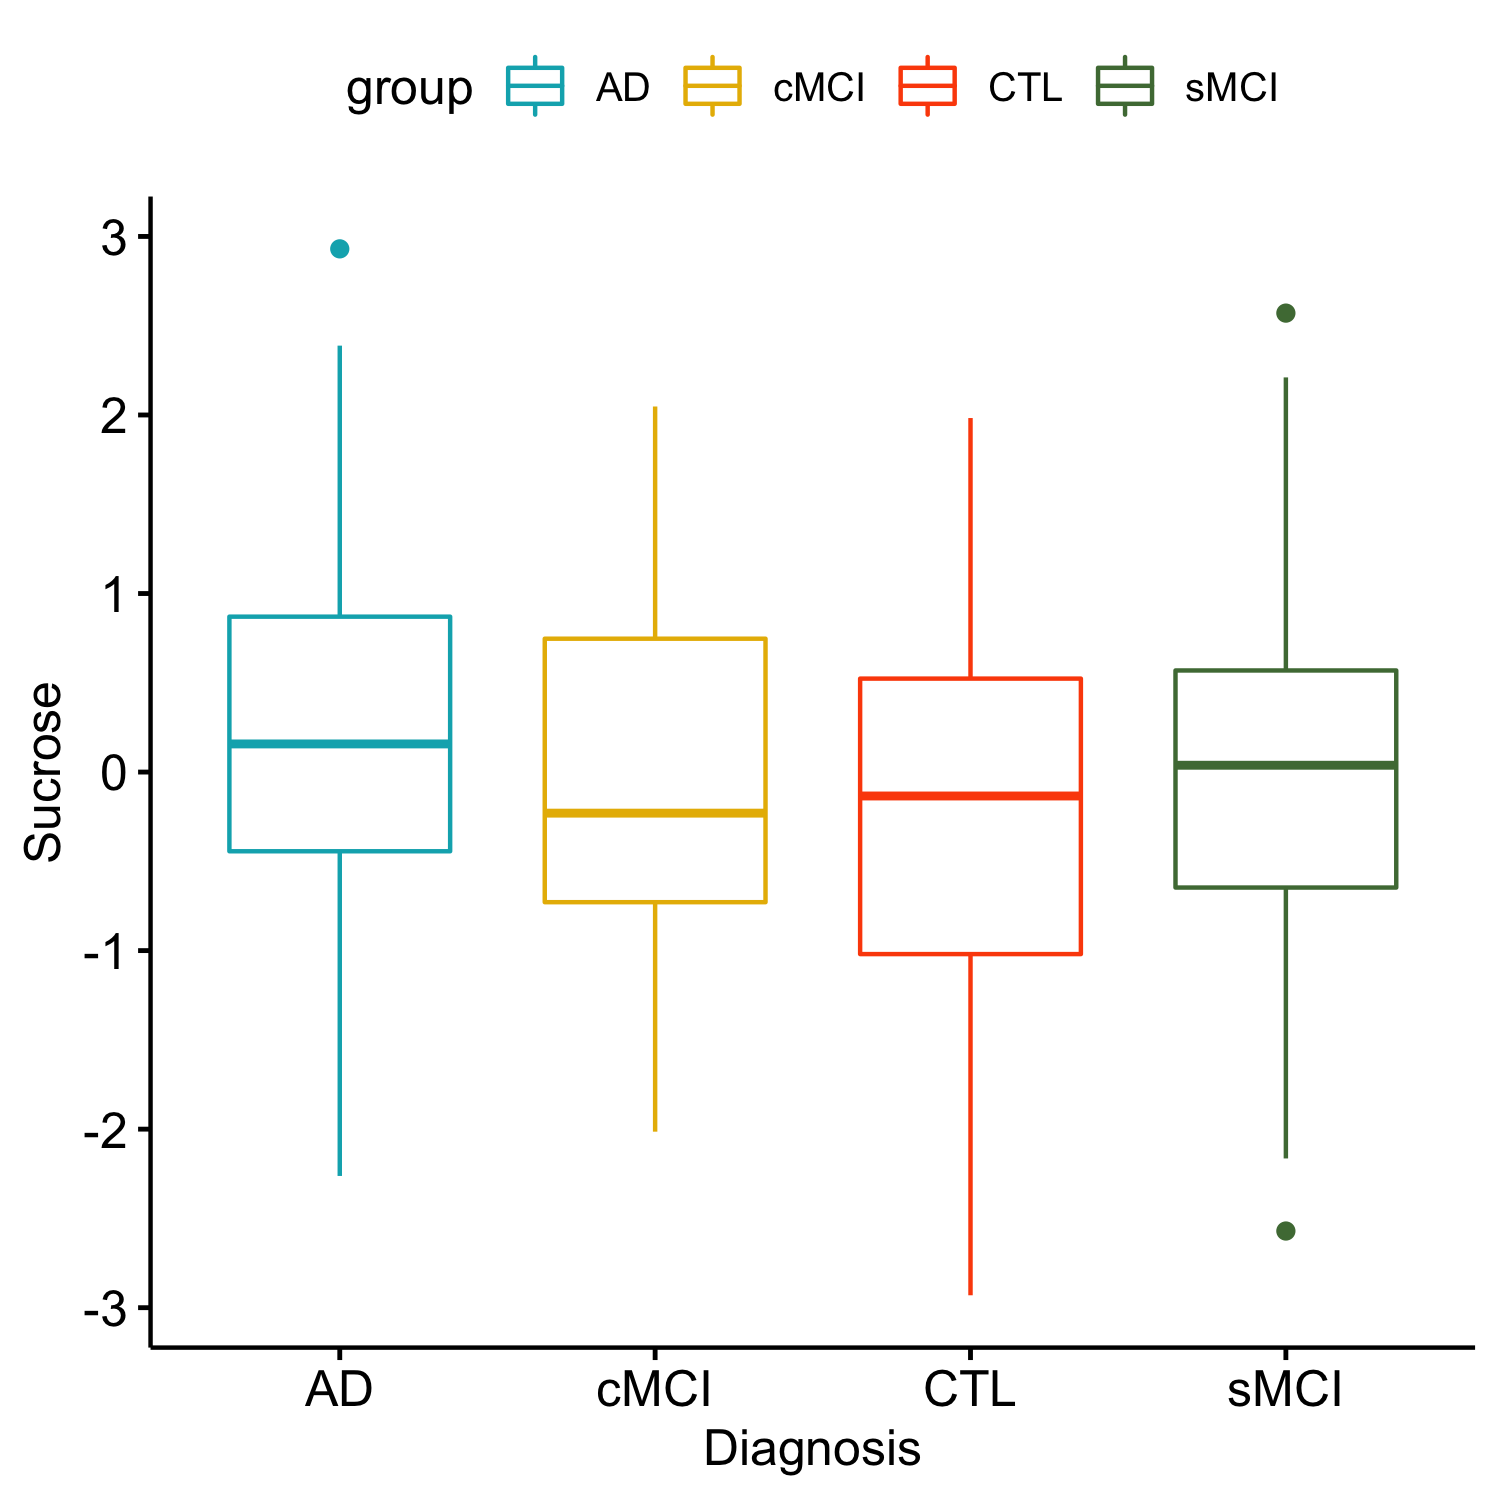 group AD cMCI CTL sMCI
3
2
1
0
-1
-2
-3
Sucrose
AD cMCI CTL sMCI
Diagnosis